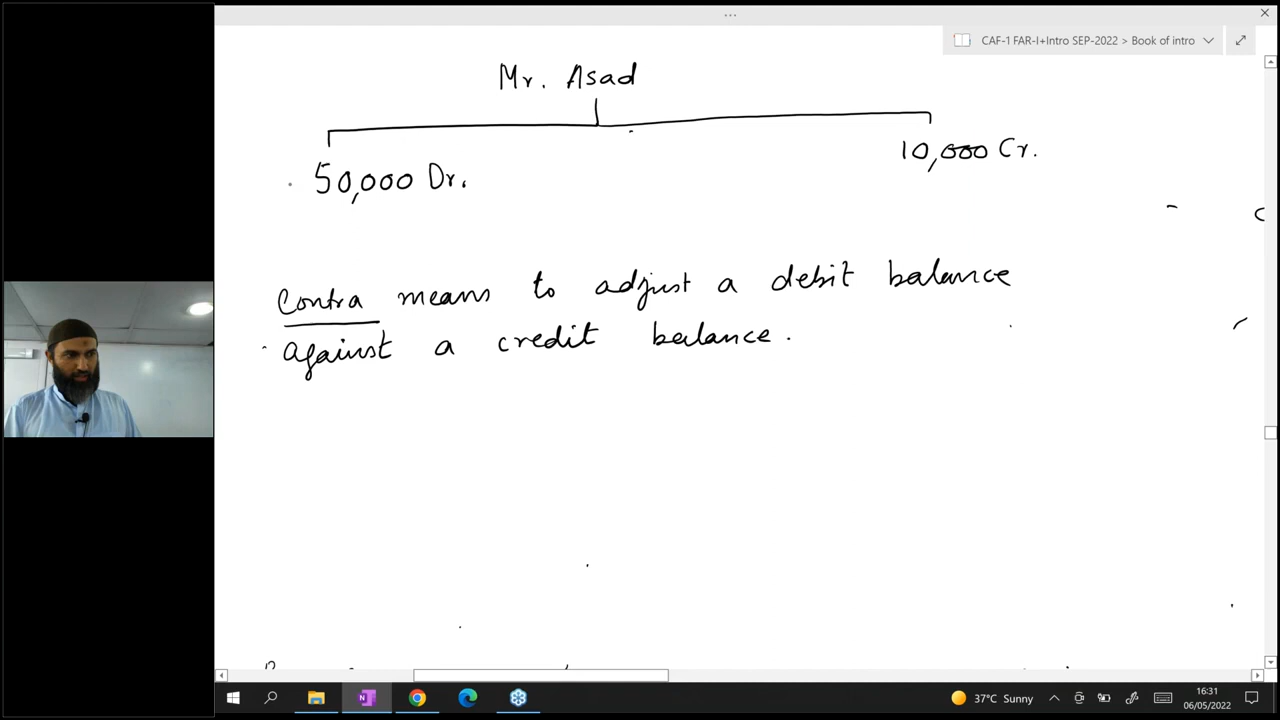 CAF-1 FAR-I+Intro SEP-2022 > Book of intro
Mr. Asad
50,000 Dr.
10,000 Cr.
Contra means to adjust a debit balance
against a credit balance.
37°C Sunny
16:31
06/05/2022